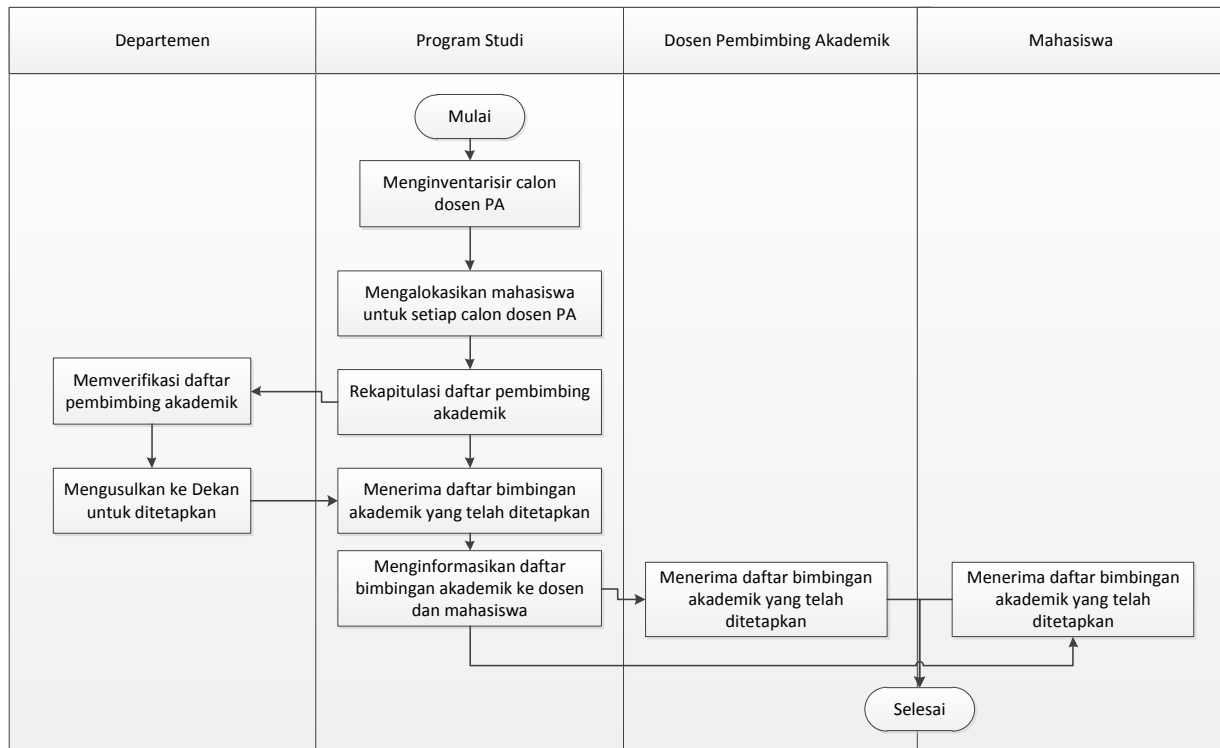 Departemen
Program Studi
Dosen Pembimbing Akademik
Mahasiswa
Mulai
Menginventarisir calon
dosen PA
Mengalokasikan mahasiswa
untuk setiap calon dosen PA
Memverifikasi daftar
pembimbing akademik
Rekapitulasi daftar pembimbing
akademik
Mengusulkan ke Dekan
untuk ditetapkan
Menerima daftar bimbingan
akademik yang telah ditetapkan
Menginformasikan daftar
bimbingan akademik ke dosen
dan mahasiswa
Menerima daftar bimbingan
akademik yang telah
ditetapkan
Menerima daftar bimbingan
akademik yang telah
ditetapkan
Selesai